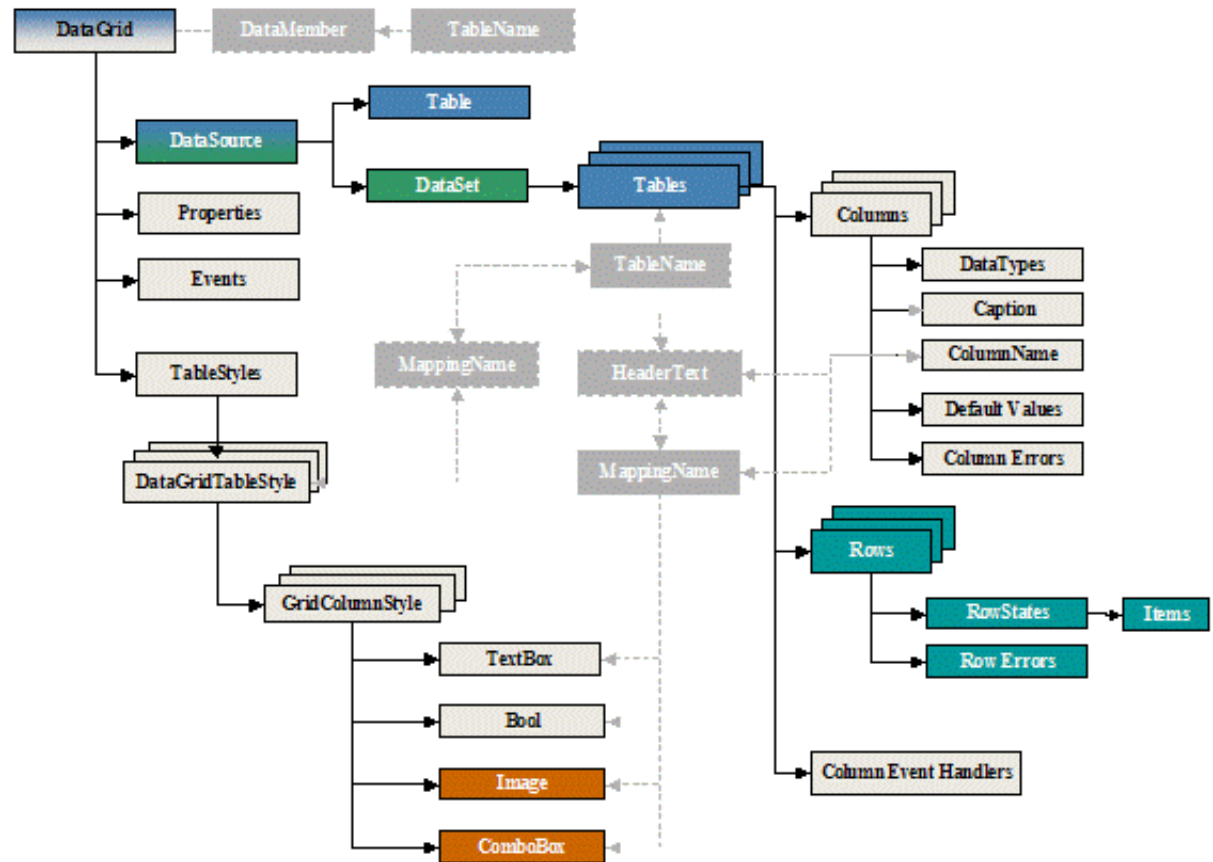 DataGrid
DataMember
TableName
Table
DataSource
DataSet
Tables
Properties
Columns
TableName
DataTypes
Events
Caption
MappingName
HeaderText
ColumnName
TableStyles
Default Values
MappingName
Column Errors
DataGridTableStyle
Rows
GridColumnStyle
RowStates
Items
TextBox
Row Errors
Bool
Image
Column Event Handlers
ComboBox